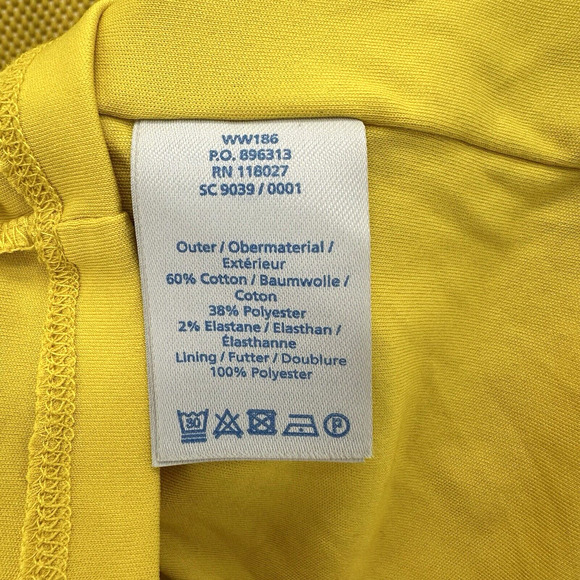 WW186
P.O. 896313
RN 118027
SC 9039 / 0001
Outer / Obermaterial /
Extérieur
60% Cotton / Baumwolle /
Coton
38% Polyester
2% Elastane / Elasthan /
Élasthanne
Lining / Futter / Doublure
100% Polyester
30 P